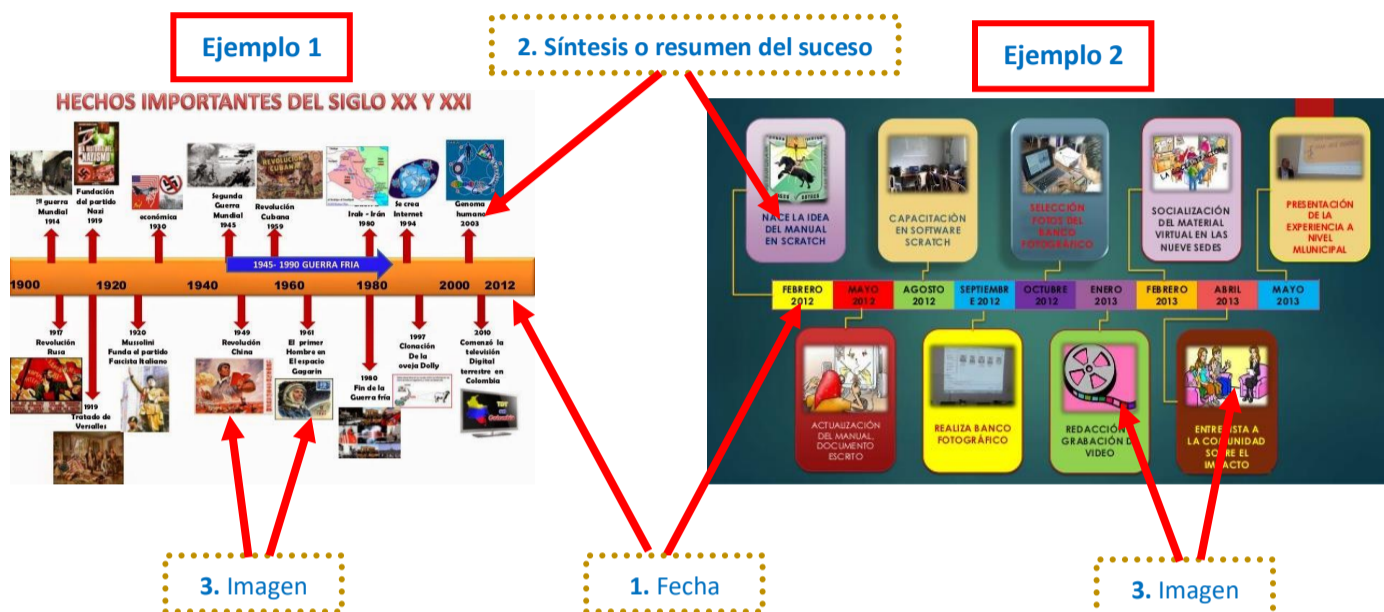 Ejemplo 1
2. Síntesis o resumen del suceso
Ejemplo 2
HECHOS IMPORTANTES DEL SIGLO XX Y XXI
1ª guerra
Mundial
1914
Fundación
del partido
Nazi
1919
económica
1930
Segunda
Guerra
Mundial
1945
REVOLUCION
CUBANA
Revolución
Cubana
1959
Irak - Irán
1980
Se crea
Internet
1994
Genoma
humano
2003
1945- 1990 GUERRA FRIA
1900
1920
1940
1960
1980
2000
2012
1917
Revolución
Rusa
1919
Tratado de
Versalles
1920
Mussolini
Funda el partido
Fascista Italiano
1949
Revolución
China
1961
El primer
Hombre en
El espacio
Gagarin
1980
Fin de la
Guerra fría
1997
Clonación
De la
oveja Dolly
2010
Comenzó la
televisión
Digital
terrestre en
Colombia
TDT
NACE LA IDEA
DEL MANUAL
EN SCRATCH
CAPACITACIÓN
EN SOFTWARE
SCRATCH
SELECCIÓN
FOTOS DEL
BANCO
FOTOGRÁFICO
SOCIALIZACIÓN
DEL MATERIAL
VIRTUAL EN LAS
NUEVE SEDES
PRESENTACIÓN
DE LA
EXPERIENCIA A
NIVEL
MLUNICIPAL
FEBRERO
2012
MAYO
2012
AGOSTO
2012
SEPTIEMBR
E 2012
OCTUBRE
2012
ENERO
2013
FEBRERO
2013
ABRIL
2013
MAYO
2013
ACTUALIZACIÓN
DEL MANUAL.
DOCUMENTO
ESCRITO
REALIZA BANCO
FOTOGRÁFICO
REDACCIÓN
GRABACIÓN D
VIDEO
ENTREVISTA A
LA COMUNIDAD
SOBRE EL
IMPACTO
3. Imagen
1. Fecha
3. Imagen